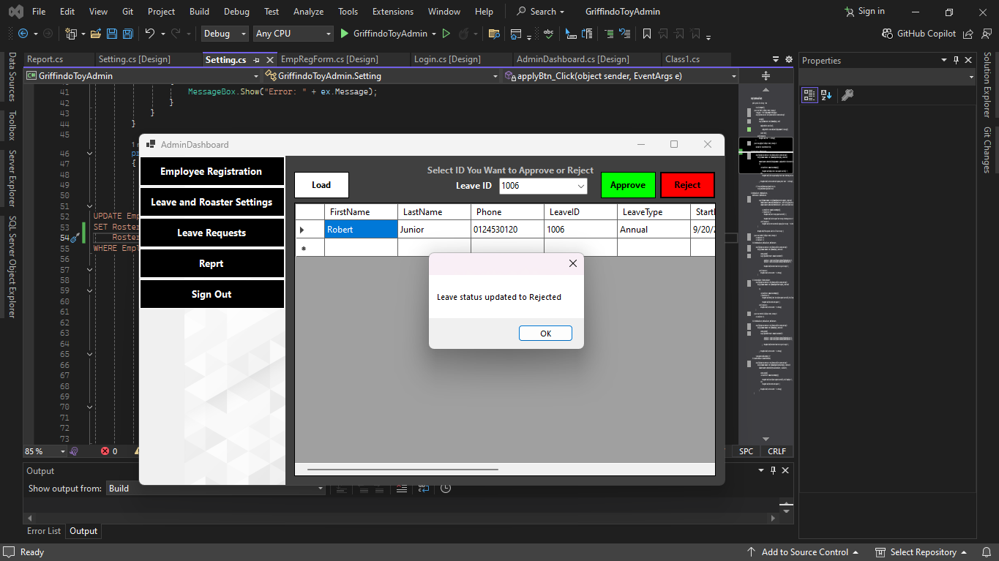 File Edit View Git Project Build Debug Test Analyze Tools Extensions Window Help Search GriffindoToyAdmin Sign in
Debug Any CPU GriffindoToyAdmin GitHub Copilot
Report.cs Setting.cs [Design] Setting.cs EmpRegForm.cs [Design] Login.cs [Design] AdminDashboard.cs [Design] Class1.cs
GriffindoToyAdmin GriffindoToyAdmin.Setting applyBtn_Click(object sender, EventArgs e)
Data Sources
Toolbox
Server Explorer
SQL Server Object Explorer
41 MessageBox.Show("Error: " + ex.Message);
42 }
43 }
44 }
45
46
47 {
48
49
50
51
52 UPDATE Emp
53 SET Roster
54 Roster
55 WHERE Empl
56
57
58
59
60
61
62
63
64
65
66
67
68
69
70
71
72
73
AdminDashboard
Employee Registration
Leave and Roaster Settings
Leave Requests
Reprt
Sign Out
Load
Select ID You Want to Approve or Reject
Leave ID 1006
Approve Reject
FirstName LastName Phone LeaveID LeaveType
Robert Junior 0124530120 1006 Annual 9/20/
Leave status updated to Rejected
OK
85 % 0 SPC CRLF
Output
Show output from: Build
Error List Output
Properties
Solution Explorer
Git Changes
Ready Add to Source Control Select Repository